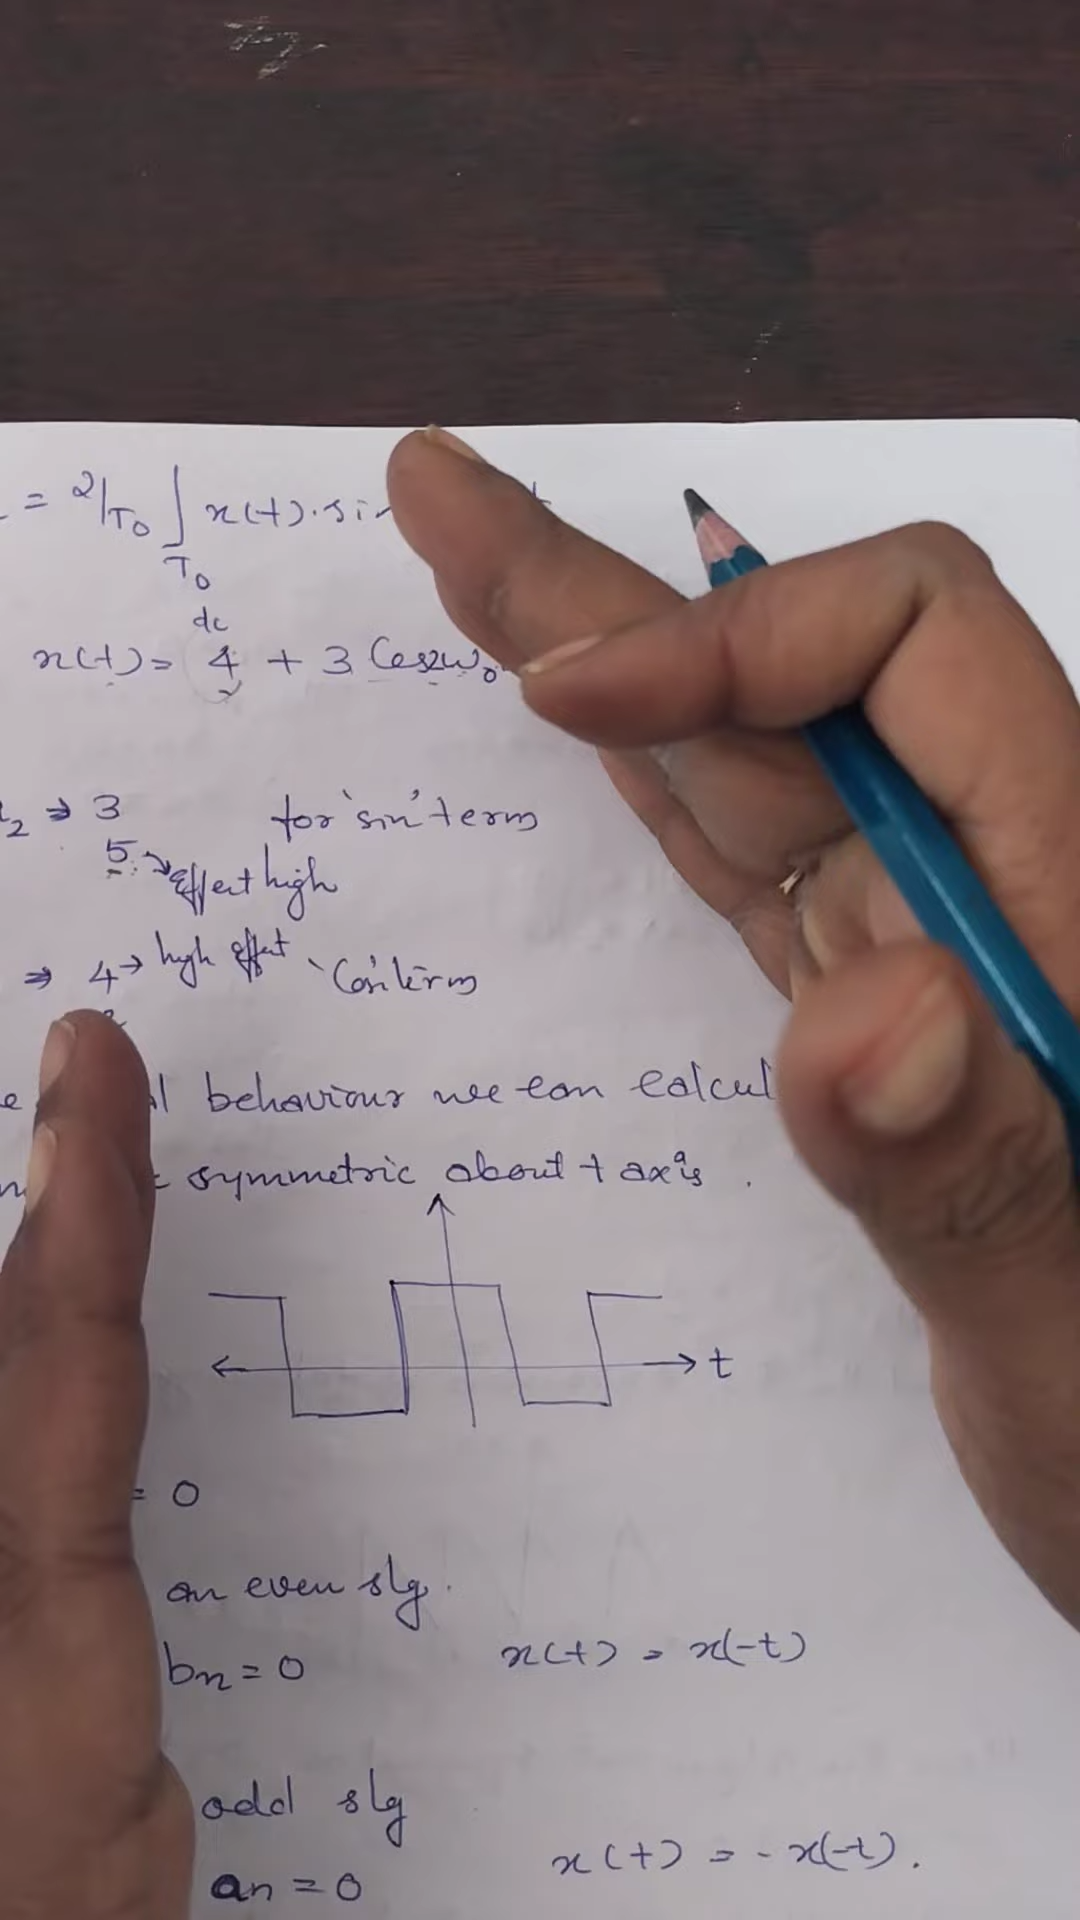 = 2/T0 ∫ x(t).sin
T0
dc
x(t) = 4 + 3 Cos2ω0
2 ⇒ 3 for 'sin' term
5 → effect high
⇒ 4 → high effect 'Cos' term
behaviour we can calcul
symmetric about t axis.
t
= 0
an even slg.
bn = 0 x(t) = x(-t)
odd slg
an = 0 x(t) = - x(-t).